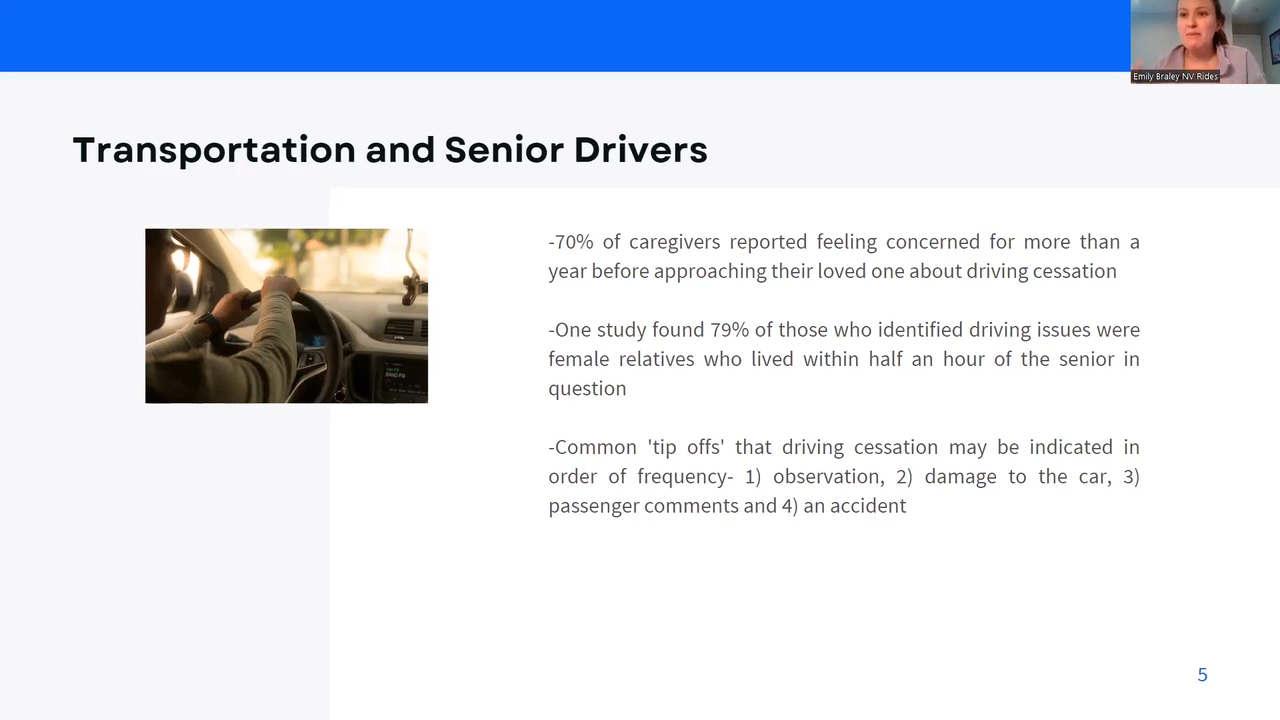 Emily Braley NV Rides
Transportation and Senior Drivers
-70% of caregivers reported feeling concerned for more than a
year before approaching their loved one about driving cessation
-One study found 79% of those who identified driving issues were
female relatives who lived within half an hour of the senior in
question
-Common 'tip offs' that driving cessation may be indicated in
order of frequency- 1) observation, 2) damage to the car, 3)
passenger comments and 4) an accident
5